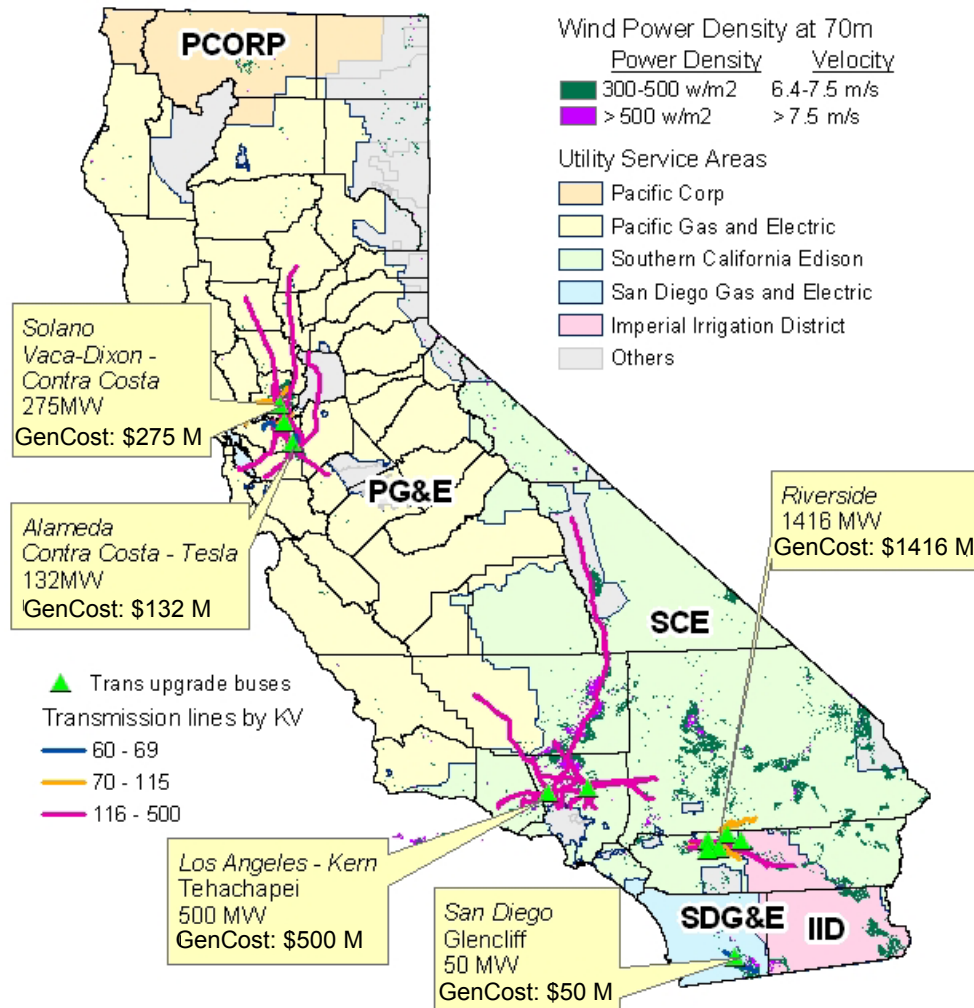 PCORP
Wind Power Density at 70m
Power Density Velocity
300-500 w/m2 6.4-7.5 m/s
> 500 w/m2 > 7.5 m/s
Utility Service Areas
Pacific Corp
Pacific Gas and Electric
Southern California Edison
San Diego Gas and Electric
Imperial Irrigation District
Others
Solano
Vaca-Dixon -
Contra Costa
275MW
GenCost: $275 M
PG&E
Riverside
1416 MW
GenCost: $1416 M
Alameda
Contra Costa - Tesla
132MW
GenCost: $132 M
SCE
Trans upgrade buses
Transmission lines by KV
60 - 69
70 - 115
116 - 500
Los Angeles - Kern
Tehachapei
500 MW
GenCost: $500 M
San Diego
Glencliff
50 MW
GenCost: $50 M
SDG&E
IID